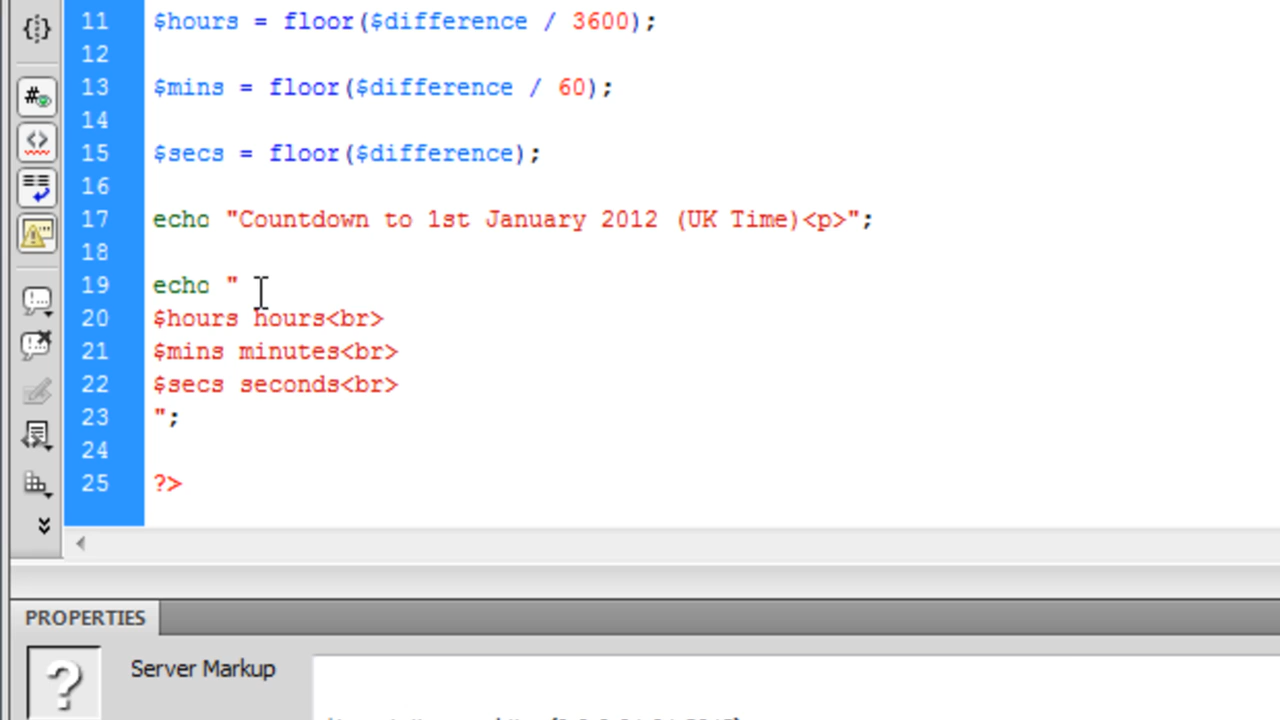 11 $hours = floor($difference / 3600);
12
13 $mins = floor($difference / 60);
14
15 $secs = floor($difference);
16
17 echo "Countdown to 1st January 2012 (UK Time)<p>";
18
19 echo "
20 $hours hours<br>
21 $mins minutes<br>
22 $secs seconds<br>
23 ";
24
25 ?>
PROPERTIES
Server Markup